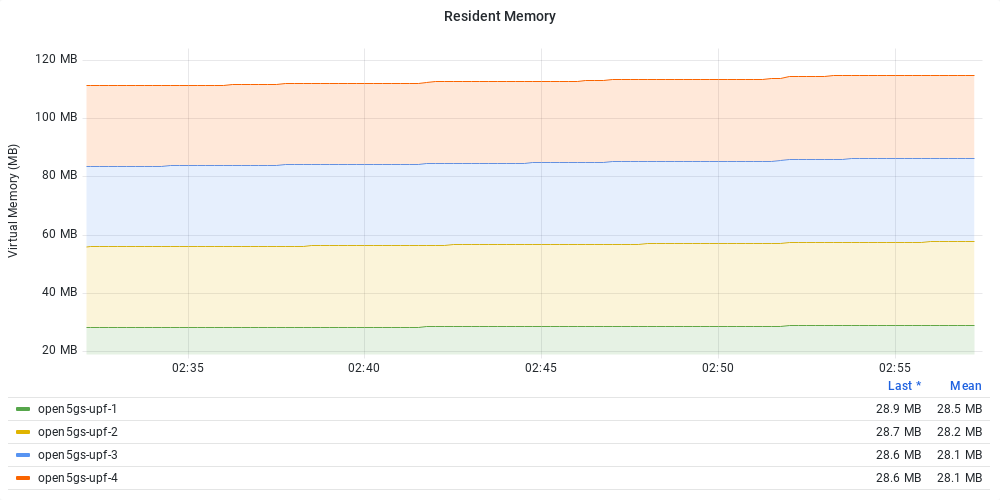 Resident Memory
Virtual Memory (MB)
120 MB
100 MB
80 MB
60 MB
40 MB
20 MB
02:35 02:40 02:45 02:50 02:55
Last * Mean
open5gs-upf-1 28.9 MB 28.5 MB
open5gs-upf-2 28.7 MB 28.2 MB
open5gs-upf-3 28.6 MB 28.1 MB
open5gs-upf-4 28.6 MB 28.1 MB